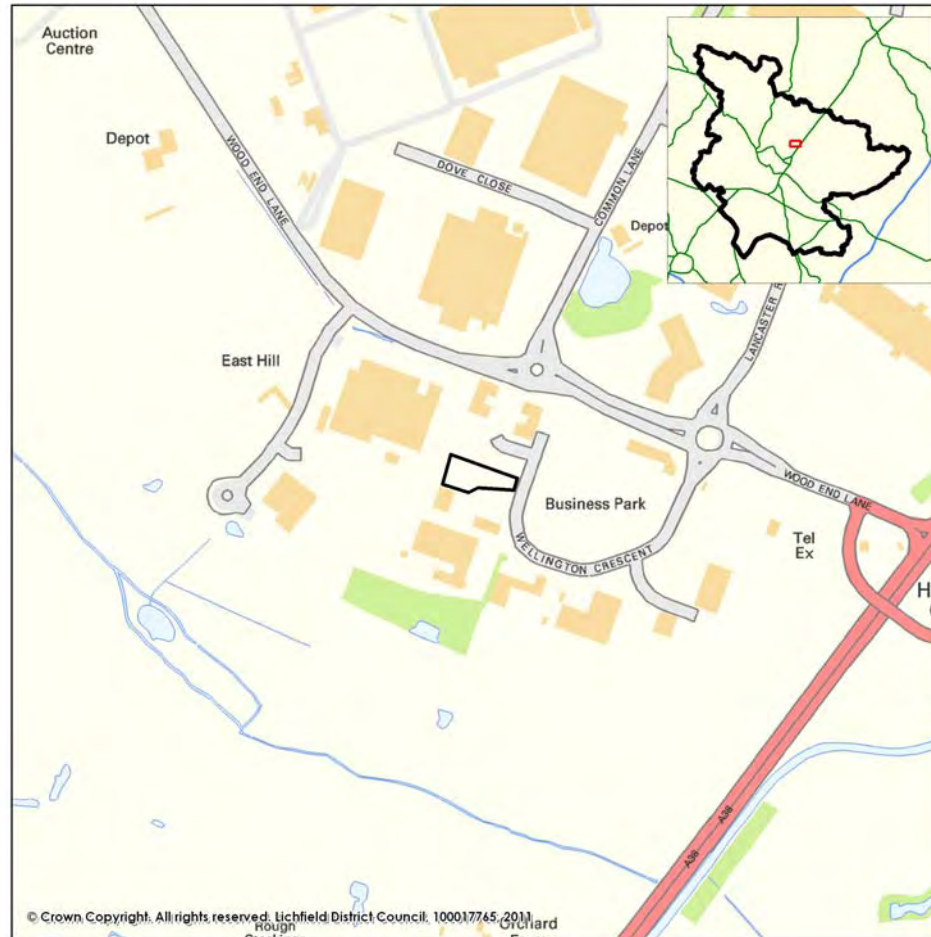 Auction
Centre
Depot
WOOD END LANE
DOVE CLOSE
COMMON LANE
Depot
LANCASTER R
East Hill
Business Park
WOOD END LANE
Tel
Ex
WELLINGTON CRESCENT
H
A38
A38
© Crown Copyright. All rights reserved. Lichfield District Council. 100017765, 2011
Rough